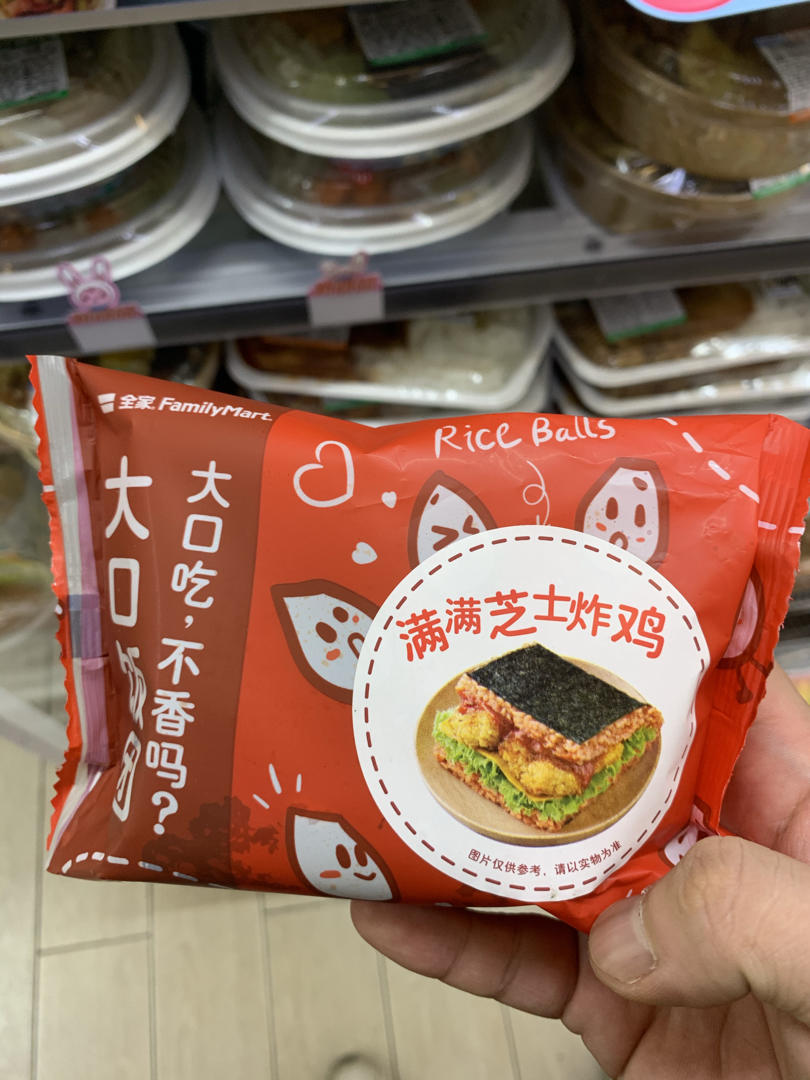 全家 FamilyMart
Rice Balls
大口吃,不香吗?
大口饭团
满满芝士炸鸡
图片仅供参考,请以实物为准